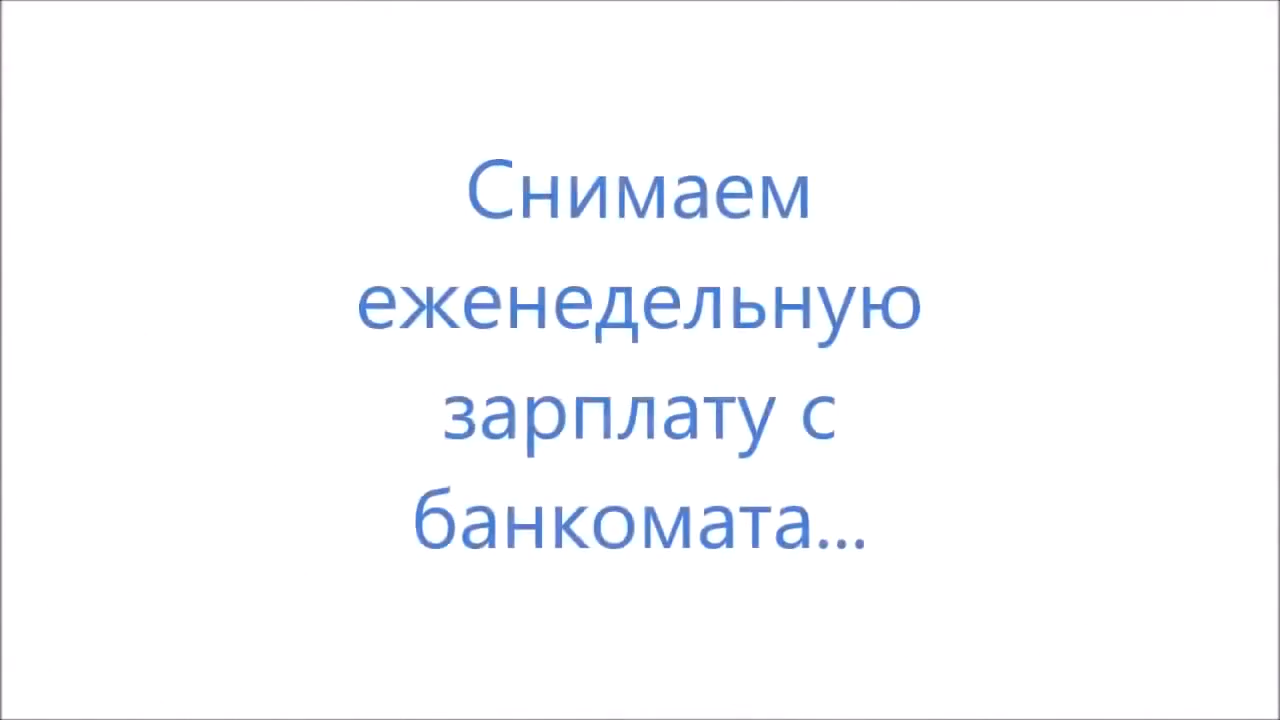 Снимаем
еженедельную
зарплату с
банкомата...